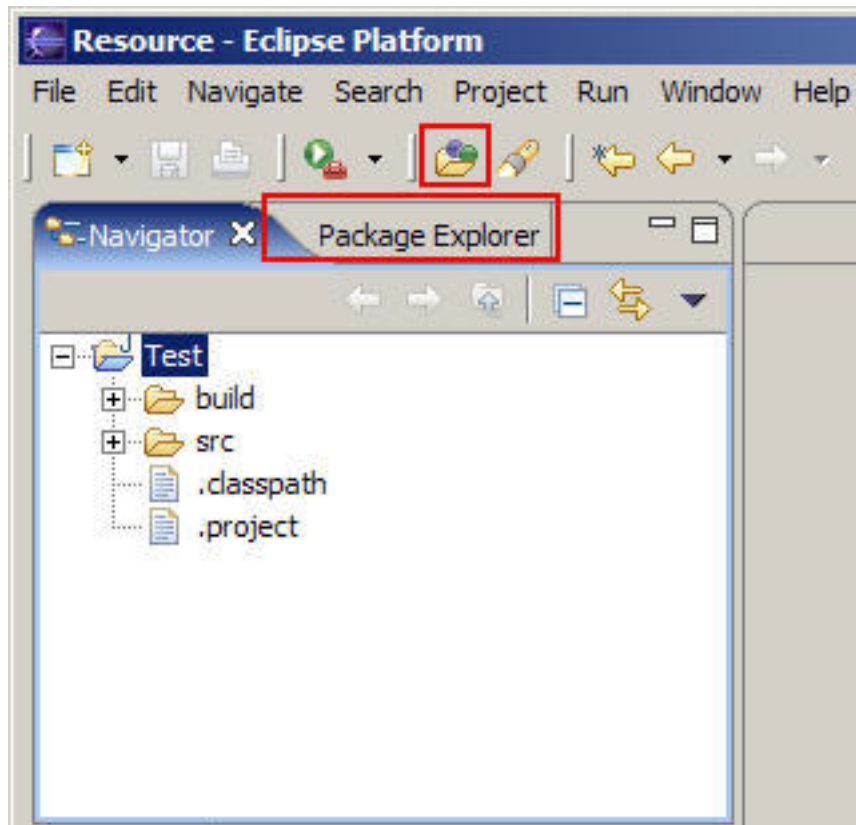 Resource - Eclipse Platform
File Edit Navigate Search Project Run Window Help
Navigator Package Explorer
Test
build
src
.classpath
.project